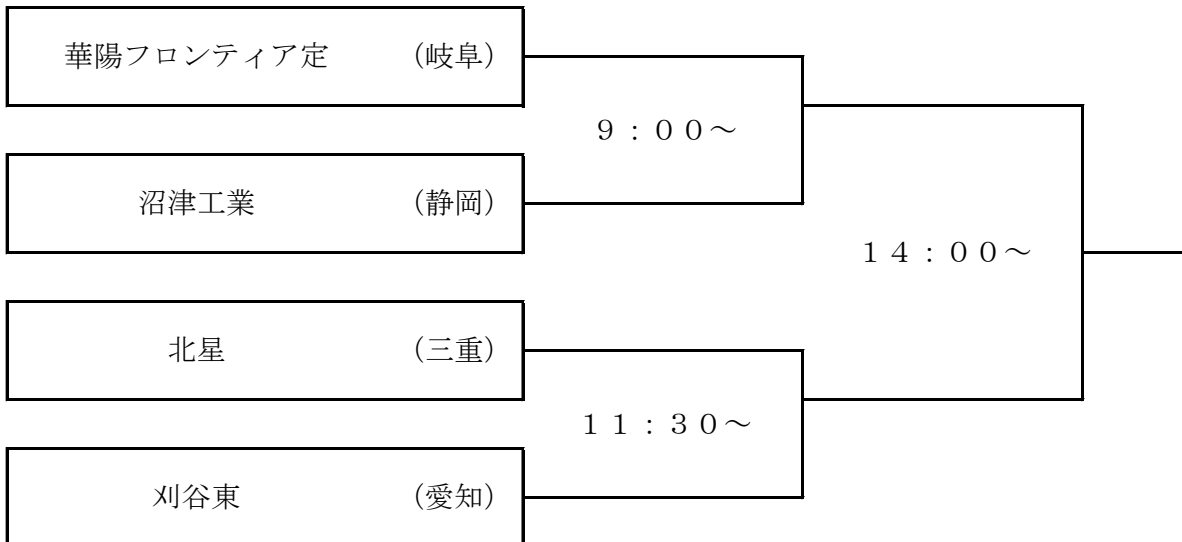 華陽フロンティア定 (岐阜)
9:00～
沼津工業 (静岡)
14:00～
北星 (三重)
11:30～
刈谷東 (愛知)